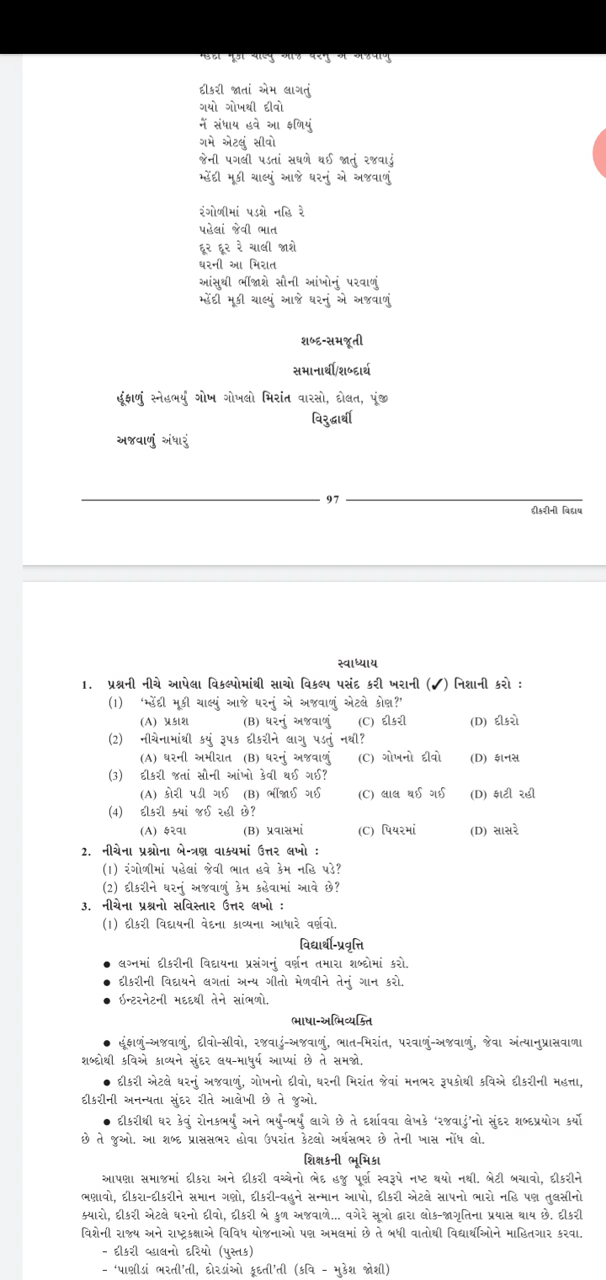 દીકરી જાતાં એમ લાગતું
ગયો ગોખથી દીવો
નૈં સંધાય હવે આ ફળિયું
ગમે એટલું સીવો
જેની પગલી પડતાં સઘળે થઈ જાતું રજવાડું
મ્હેંદી મૂકી ચાલ્યું આજે ઘરનું એ અજવાળું
રંગોળીમાં પડશે નહિ રે
પહેલાં જેવી ભાત
દૂર દૂર રે ચાલી જાશે
ઘરની આ મિરાત
આંસુથી ભીંજાશે સૌની આંખોનું પરવાળું
મ્હેંદી મૂકી ચાલ્યું આજે ઘરનું એ અજવાળું
શબ્દ-સમજૂતી
સમાનાર્થી/શબ્દાર્થ
હૂંફાળું સ્નેહભર્યું ગોખ ગોખલો મિરાંત વારસો, દોલત, પૂંજી
વિરુદ્ધાર્થી
અજવાળું અંધારું
97
દીકરીની વિદાય
સ્વાધ્યાય
1. પ્રશ્નની નીચે આપેલા વિકલ્પોમાંથી સાચો વિકલ્પ પસંદ કરી ખરાની (✓) નિશાની કરો :
(1) ‘મ્હેંદી મૂકી ચાલ્યું આજે ઘરનું એ અજવાળું એટલે કોણ?’
(A) પ્રકાશ (B) ઘરનું અજવાળું (C) દીકરી (D) દીકરો
(2) નીચેનામાંથી કયું રૂપક દીકરીને લાગુ પડતું નથી?
(A) ઘરની અમીરાત (B) ઘરનું અજવાળું (C) ગોખનો દીવો (D) ફાનસ
(3) દીકરી જતાં સૌની આંખો કેવી થઈ ગઈ?
(A) કોરી પડી ગઈ (B) ભીંજાઈ ગઈ (C) લાલ થઈ ગઈ (D) ફાટી રહી
(4) દીકરી ક્યાં જઈ રહી છે?
(A) ફરવા (B) પ્રવાસમાં (C) પિયરમાં (D) સાસરે
2. નીચેના પ્રશ્નોના બે-ત્રણ વાક્યમાં ઉત્તર લખો :
(1) રંગોળીમાં પહેલાં જેવી ભાત હવે કેમ નહિ પડે?
(2) દીકરીને ઘરનું અજવાળું કેમ કહેવામાં આવે છે?
3. નીચેના પ્રશ્નનો સવિસ્તાર ઉત્તર લખો :
(1) દીકરી વિદાયની વેદના કાવ્યના આધારે વર્ણવો.
વિદ્યાર્થી-પ્રવૃત્તિ
● લગ્નમાં દીકરીની વિદાયના પ્રસંગનું વર્ણન તમારા શબ્દોમાં કરો.
● દીકરીની વિદાયને લગતાં અન્ય ગીતો મેળવીને તેનું ગાન કરો.
● ઇન્ટરનેટની મદદથી તેને સાંભળો.
ભાષા-અભિવ્યક્તિ
● હૂંફાળું-અજવાળું, દીવો-સીવો, રજવાડું-અજવાળું, ભાત-મિરાંત, પરવાળું-અજવાળું, જેવા અંત્યાનુપ્રાસવાળા
શબ્દોથી કવિએ કાવ્યને સુંદર લય-માધુર્ય આપ્યાં છે તે સમજો.
● દીકરી એટલે ઘરનું અજવાળું, ગોખનો દીવો, ઘરની મિરાંત જેવાં મનભર રૂપકોથી કવિએ દીકરીની મહત્તા,
દીકરીની અનન્યતા સુંદર રીતે આલેખી છે તે જુઓ.
● દીકરીથી ઘર કેવું રોનકભર્યું અને ભર્યું-ભર્યું લાગે છે તે દર્શાવવા લેખકે ‘રજવાડું’નો સુંદર શબ્દપ્રયોગ કર્યો
છે તે જુઓ. આ શબ્દ પ્રાસસભર હોવા ઉપરાંત કેટલો અર્થસભર છે તેની ખાસ નોંધ લો.
શિક્ષકની ભૂમિકા
આપણા સમાજમાં દીકરા અને દીકરી વચ્ચેનો ભેદ હજુ પૂર્ણ સ્વરૂપે નષ્ટ થયો નથી. બેટી બચાવો, દીકરીને
ભણાવો, દીકરા-દીકરીને સમાન ગણો, દીકરી-વહુને સન્માન આપો, દીકરી એટલે સાપનો ભારો નહિ પણ તુલસીનો
ક્યારો, દીકરી એટલે ઘરનો દીવો, દીકરી બે કુળ અજવાળે... વગેરે સૂત્રો દ્વારા લોક-જાગૃતિના પ્રયાસ થાય છે. દીકરી
વિશેની રાજ્ય અને રાષ્ટ્રકક્ષાએ વિવિધ યોજનાઓ પણ અમલમાં છે તે બધી વાતોથી વિદ્યાર્થીઓને માહિતગાર કરવા.
- દીકરી વ્હાલનો દરિયો (પુસ્તક)
- ‘પાણીડાં ભરતી’તી, દોરડાંઓ કૂદતી’તી (કવિ - મુકેશ જોશી)